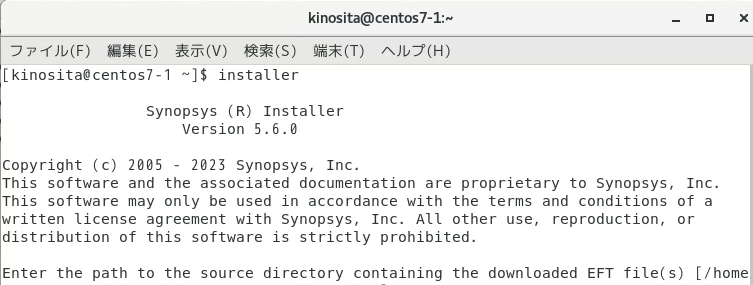 kinosita@centos7-1:~
ファイル(F) 編集(E) 表示(V) 検索(S) 端末(T) ヘルプ(H)
[kinosita@centos7-1 ~]$ installer
Synopsys (R) Installer
Version 5.6.0
Copyright (c) 2005 - 2023 Synopsys, Inc.
This software and the associated documentation are proprietary to Synopsys, Inc.
This software may only be used in accordance with the terms and conditions of a
written license agreement with Synopsys, Inc. All other use, reproduction, or
distribution of this software is strictly prohibited.
Enter the path to the source directory containing the downloaded EFT file(s) [/home